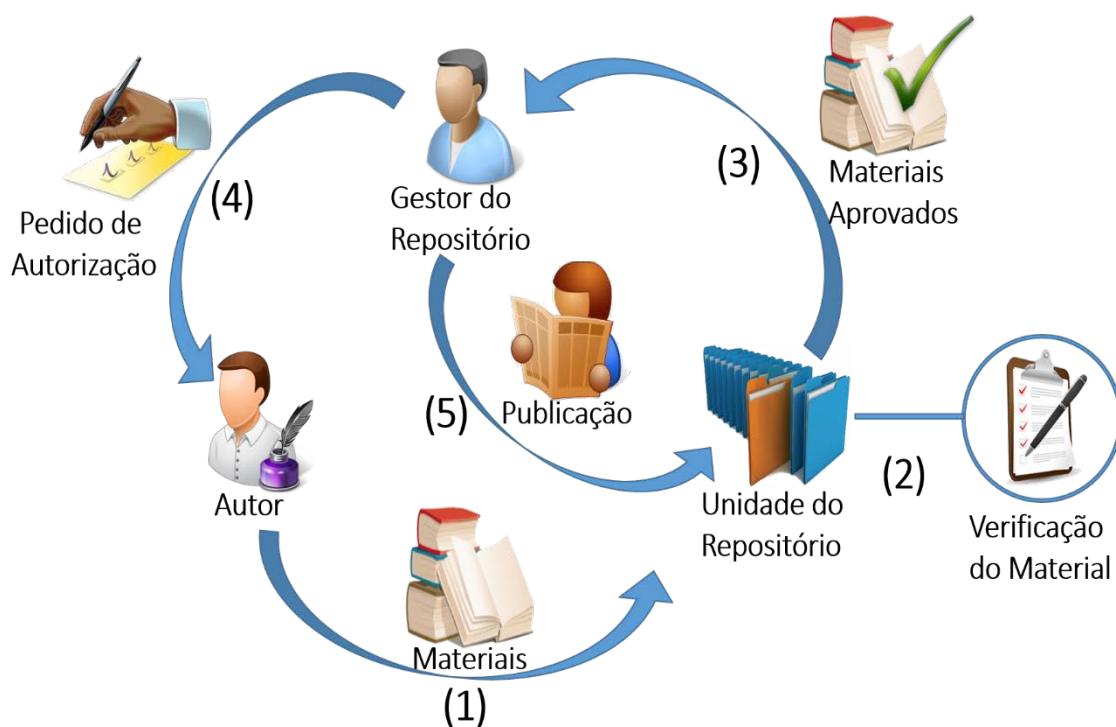 Materiais
Aprovados
(3)
(4)
Gestor do
Repositório
Pedido de
Autorização
(5)
Publicação
Autor
Unidade do
Repositório
(2)
Verificação
do Material
Materiais
(1)